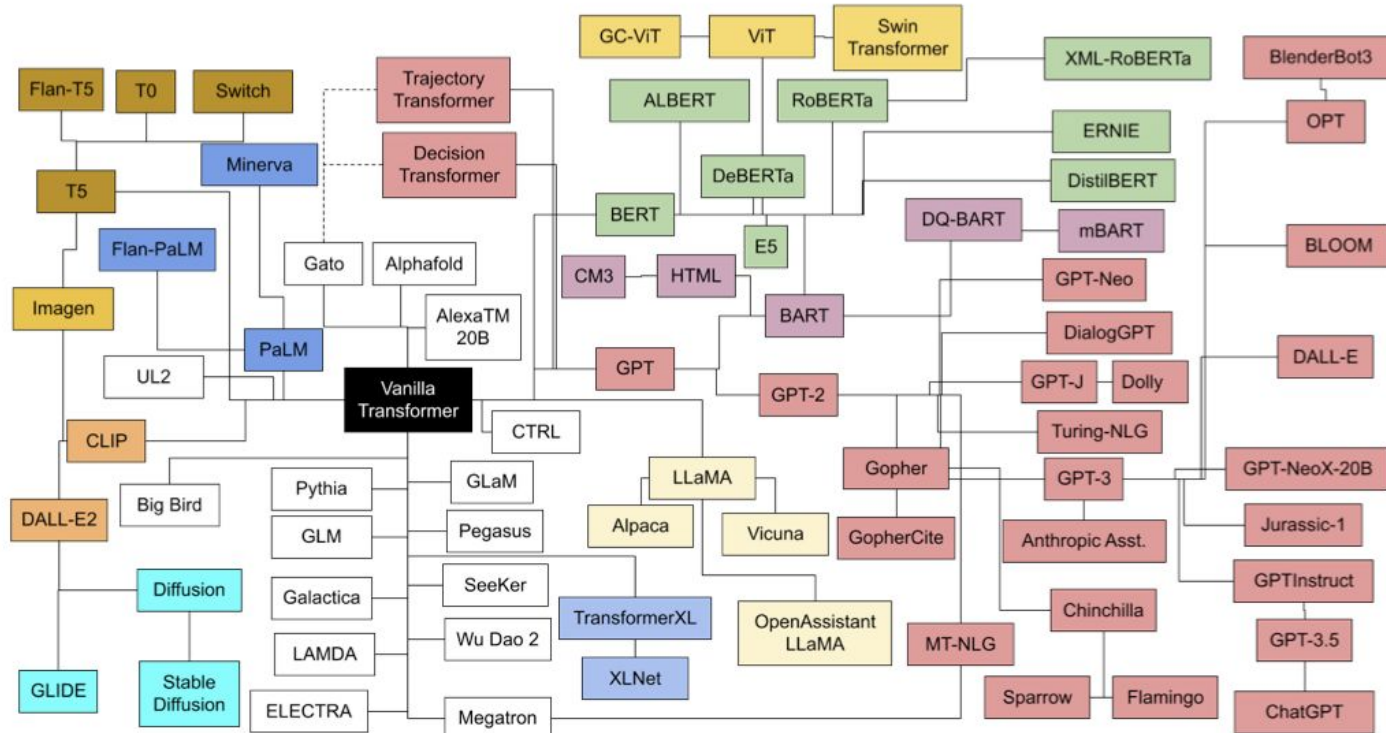 GC-ViT
ViT
Swin
Transformer
XML-RoBERTa
BlenderBot3
Flan-T5
T0
Switch
Trajectory
Transformer
ALBERT
RoBERTa
OPT
ERNIE
Minerva
Decision
Transformer
DeBERTa
DistilBERT
T5
BERT
DQ-BART
mBART
E5
Flan-PaLM
Gato
Alphafold
CM3
HTML
BLOOM
GPT-Neo
Imagen
AlexaTM
20B
BART
DialogGPT
PaLM
GPT
DALL-E
UL2
Vanilla
Transformer
GPT-2
GPT-J
Dolly
CTRL
Turing-NLG
CLIP
LLaMA
Gopher
GPT-3
GPT-NeoX-20B
Big Bird
Pythia
GLaM
DALL-E2
GLM
Pegasus
Alpaca
Vicuna
GopherCite
Anthropic Asst.
Jurassic-1
Diffusion
Galactica
SeeKer
GPTInstruct
TransformerXL
OpenAssistant
LLaMA
Chinchilla
LAMDA
Wu Dao 2
MT-NLG
GPT-3.5
GLIDE
Stable
Diffusion
XLNet
Sparrow
Flamingo
ELECTRA
Megatron
ChatGPT